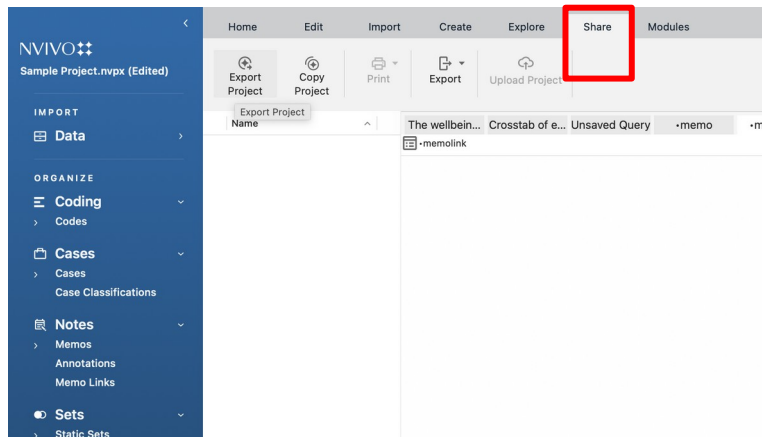 Home Edit Import Create Explore Share Modules
NVIVO
Sample Project.nvpx (Edited)
Export Project
Copy Project
Print
Export
Upload Project
Export Project
IMPORT
Data
ORGANIZE
Coding
Codes
Cases
Cases
Case Classifications
Notes
Memos
Annotations
Memo Links
Sets
Static Sets
Name
The wellbein... Crosstab of e... Unsaved Query •memo •m
•memolink